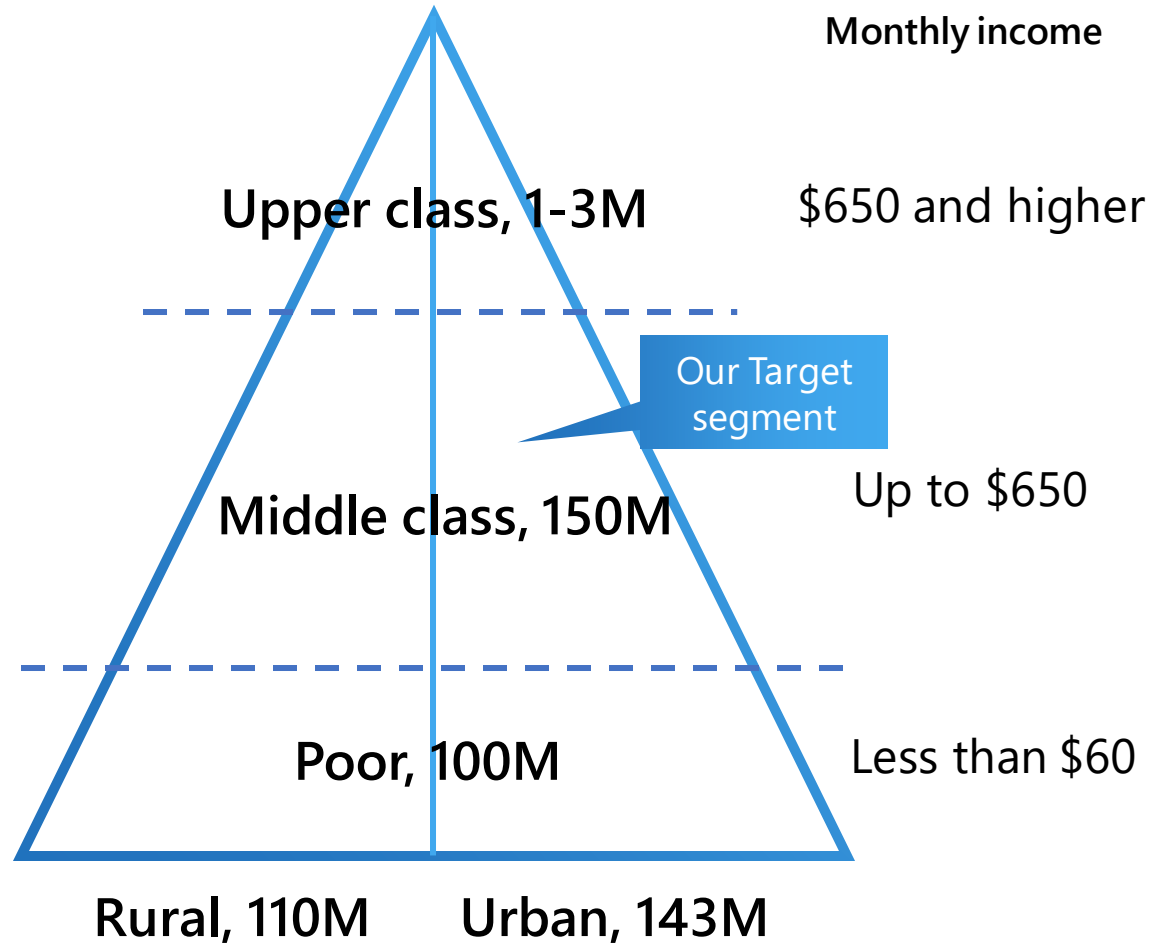 Monthly income
Upper class, 1-3M
$650 and higher
Our Target
segment
Middle class, 150M
Up to $650
Poor, 100M
Less than $60
Rural, 110M
Urban, 143M